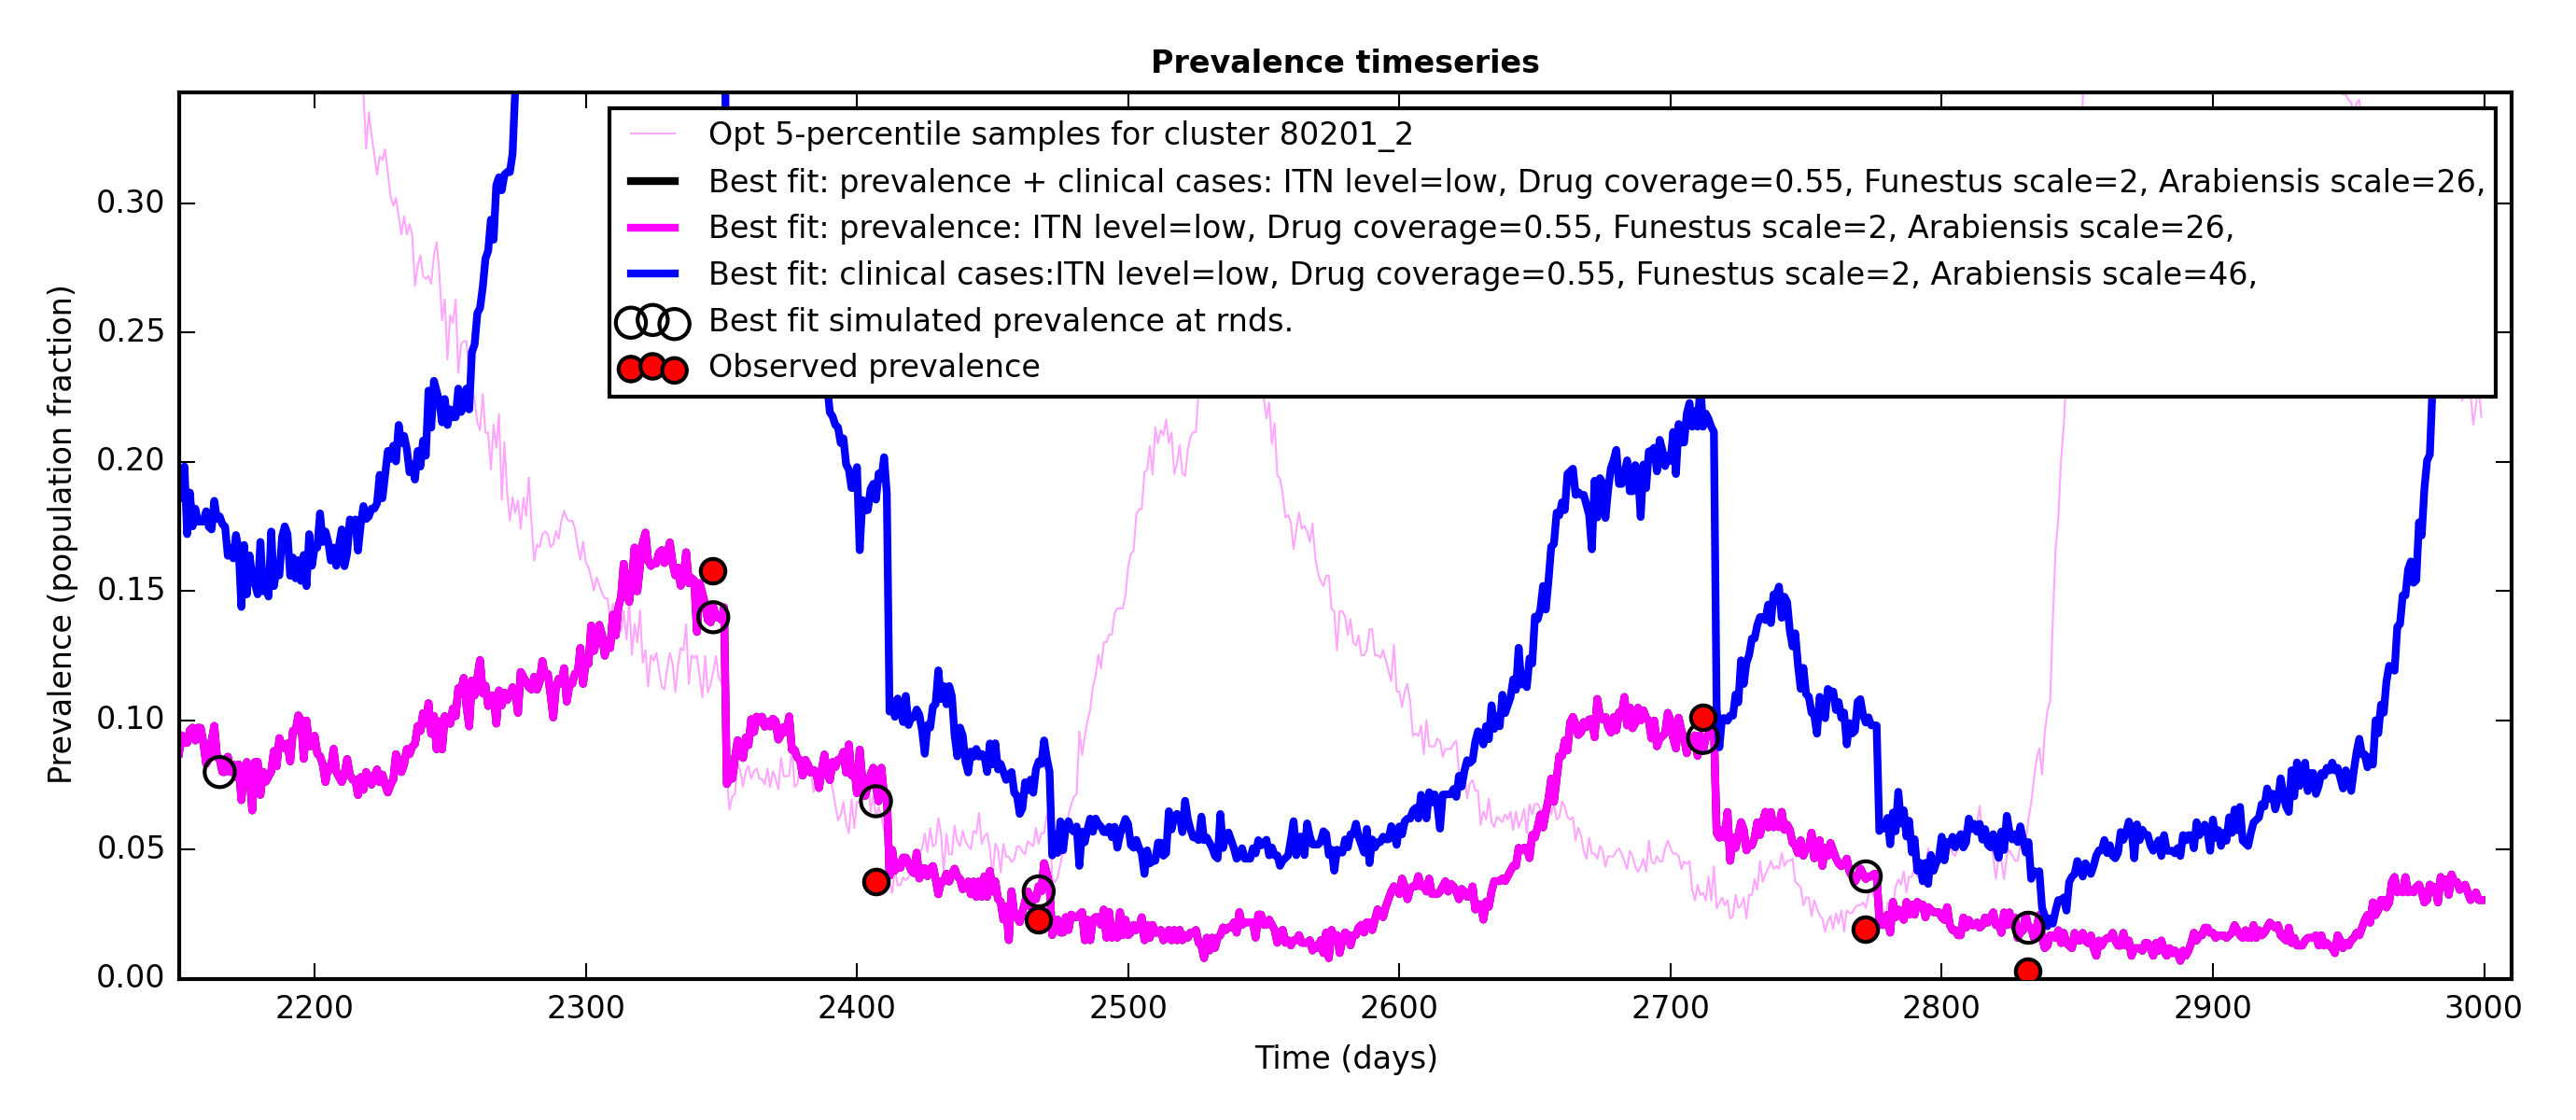 Prevalence timeseries
Opt 5-percentile samples for cluster 80201_2
Best fit: prevalence + clinical cases: ITN level=low, Drug coverage=0.55, Funestus scale=2, Arabiensis scale=26,
Best fit: prevalence: ITN level=low, Drug coverage=0.55, Funestus scale=2, Arabiensis scale=26,
Best fit: clinical cases:ITN level=low, Drug coverage=0.55, Funestus scale=2, Arabiensis scale=46,
Best fit simulated prevalence at rnds.
Observed prevalence
Prevalence (population fraction)
0.30
0.25
0.20
0.15
0.10
0.05
0.00
2200 2300 2400 2500 2600 2700 2800 2900 3000
Time (days)